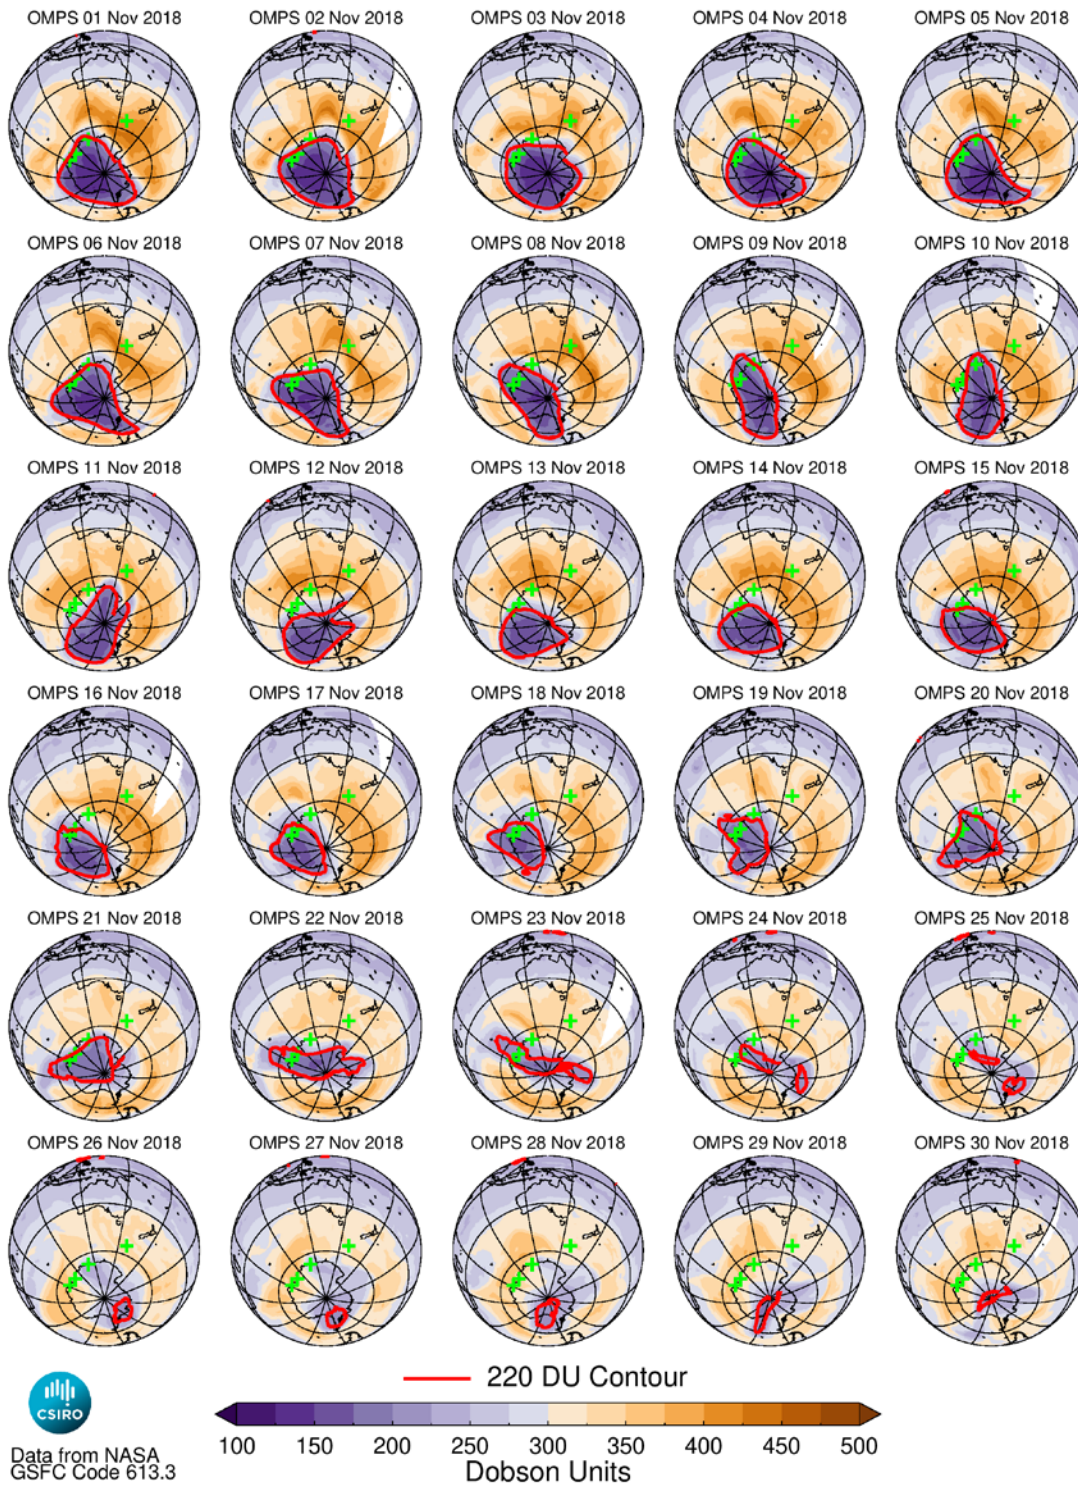 OMPS 01 Nov 2018
OMPS 02 Nov 2018
OMPS 03 Nov 2018
OMPS 04 Nov 2018
OMPS 05 Nov 2018
OMPS 06 Nov 2018
OMPS 07 Nov 2018
OMPS 08 Nov 2018
OMPS 09 Nov 2018
OMPS 10 Nov 2018
OMPS 11 Nov 2018
OMPS 12 Nov 2018
OMPS 13 Nov 2018
OMPS 14 Nov 2018
OMPS 15 Nov 2018
OMPS 16 Nov 2018
OMPS 17 Nov 2018
OMPS 18 Nov 2018
OMPS 19 Nov 2018
OMPS 20 Nov 2018
OMPS 21 Nov 2018
OMPS 22 Nov 2018
OMPS 23 Nov 2018
OMPS 24 Nov 2018
OMPS 25 Nov 2018
OMPS 26 Nov 2018
OMPS 27 Nov 2018
OMPS 28 Nov 2018
OMPS 29 Nov 2018
OMPS 30 Nov 2018
220 DU Contour
CSIRO
100 150 200 250 300 350 400 450 500
Dobson Units
Data from NASA
GSFC Code 613.3